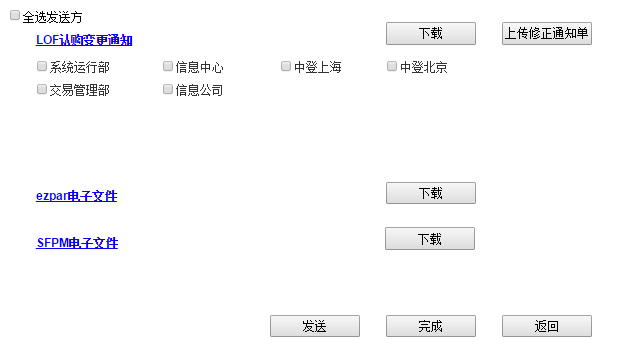 全选发送方
LOF认购变更通知 下载 上传修正通知单
系统运行部 信息中心 中登上海 中登北京
交易管理部 信息公司
ezpar电子文件 下载
SFPM电子文件 下载
发送 完成 返回